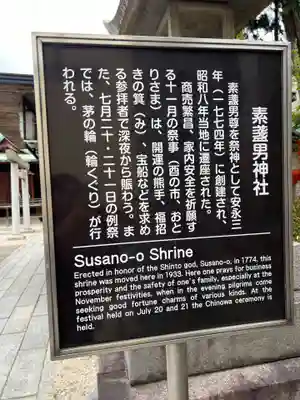 素盞男神社
素盞男尊を祭神として安永三
年(一七七四年)に創建され、
昭和八年当地に遷座された。
商売繁昌、家内安全を祈願す
る十一月の祭事(酉の市、おと
りさま)は、開運の熊手、福招
きの箕(み)、宝船などを求め
る参拝者で深夜から賑わう。ま
た、七月二十・二十一日の例祭
では、茅の輪(輪くぐり)が行
われる。
Susano-o Shrine
Erected in honor of the Shinto god, Susano-o, in 1774, this
shrine was moved here in 1933. Here one prays for business
prosperity and the safety of one's family, especially at the
November festivities, when in the evening pilgrims come
seeking good fortune charms of various kinds. At the
festival held on July 20 and 21 the Chinowa ceremony is
held.